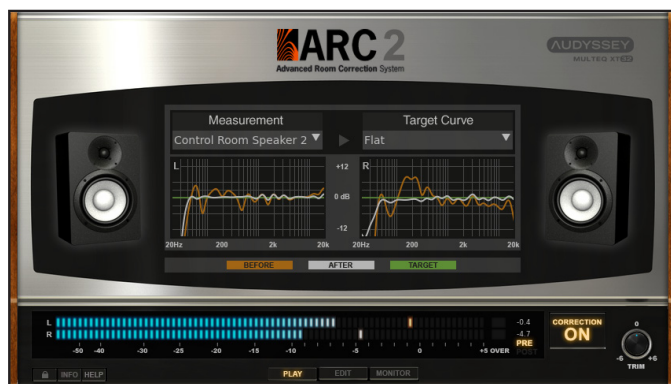 ARC 2
Advanced Room Correction System
AUDYSSEY
MULTEQ XT32
Measurement
Control Room Speaker 2
Target Curve
Flat
L
+12
0 dB
-12
R
20Hz 200 2k 20k 20Hz 200 2k 20k
BEFORE AFTER TARGET
L
R
-0.4
-4.7
PRE
POST
-50 -40 -30 -25 -20 -15 -10 -5 0 +5 OVER
CORRECTION
ON
0
-6 +6
TRIM
INFO HELP
PLAY EDIT MONITOR